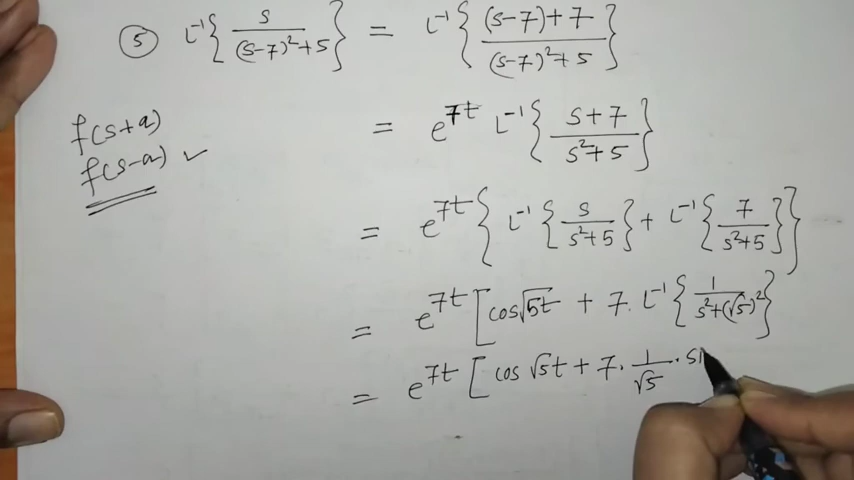 ⑤ L⁻¹{ s / ((s-7)²+5) } = L⁻¹{ ((s-7)+7) / ((s-7)²+5) }
f(s+a)
f(s-a) ✓
= e^{7t} L⁻¹{ (s+7) / (s²+5) }
= e^{7t} { L⁻¹{ s / (s²+5) } + L⁻¹{ 7 / (s²+5) } }
= e^{7t} [ cos√5t + 7. L⁻¹{ 1 / (s²+(√5)²) }
= e^{7t} [ cos √5t + 7 · 1/√5 · si